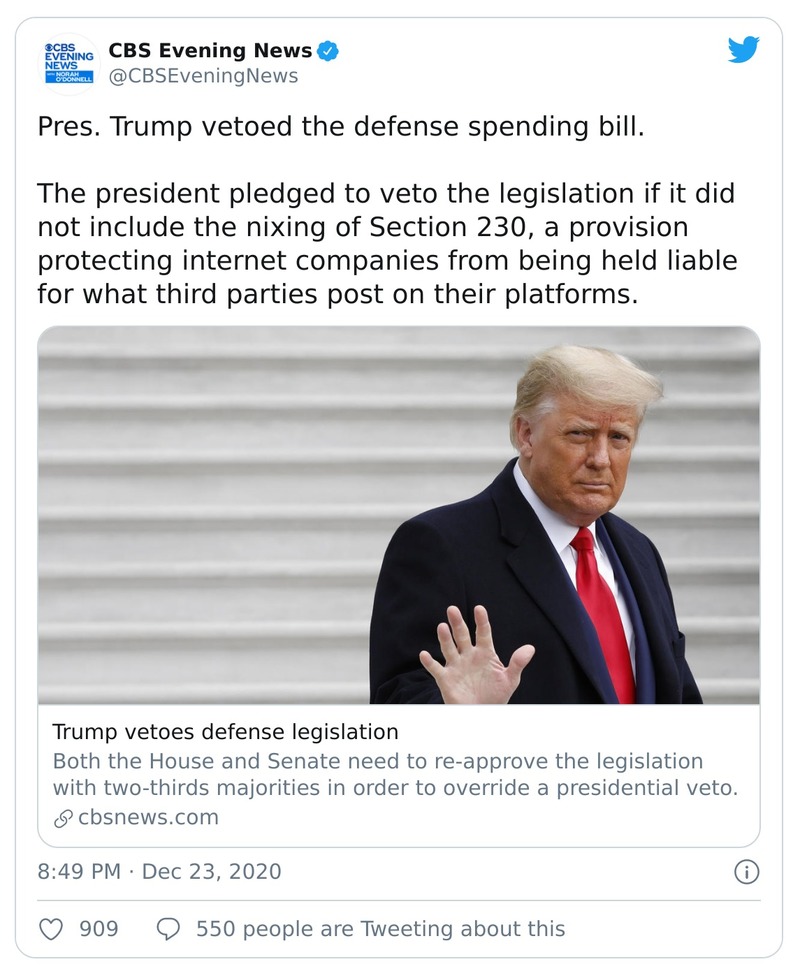 CBS
EVENING
NEWS
WITH NORAH
O'DONNELL
CBS Evening News
@CBSEveningNews
Pres. Trump vetoed the defense spending bill.
The president pledged to veto the legislation if it did
not include the nixing of Section 230, a provision
protecting internet companies from being held liable
for what third parties post on their platforms.
Trump vetoes defense legislation
Both the House and Senate need to re-approve the legislation
with two-thirds majorities in order to override a presidential veto.
cbsnews.com
8:49 PM · Dec 23, 2020
909
550 people are Tweeting about this